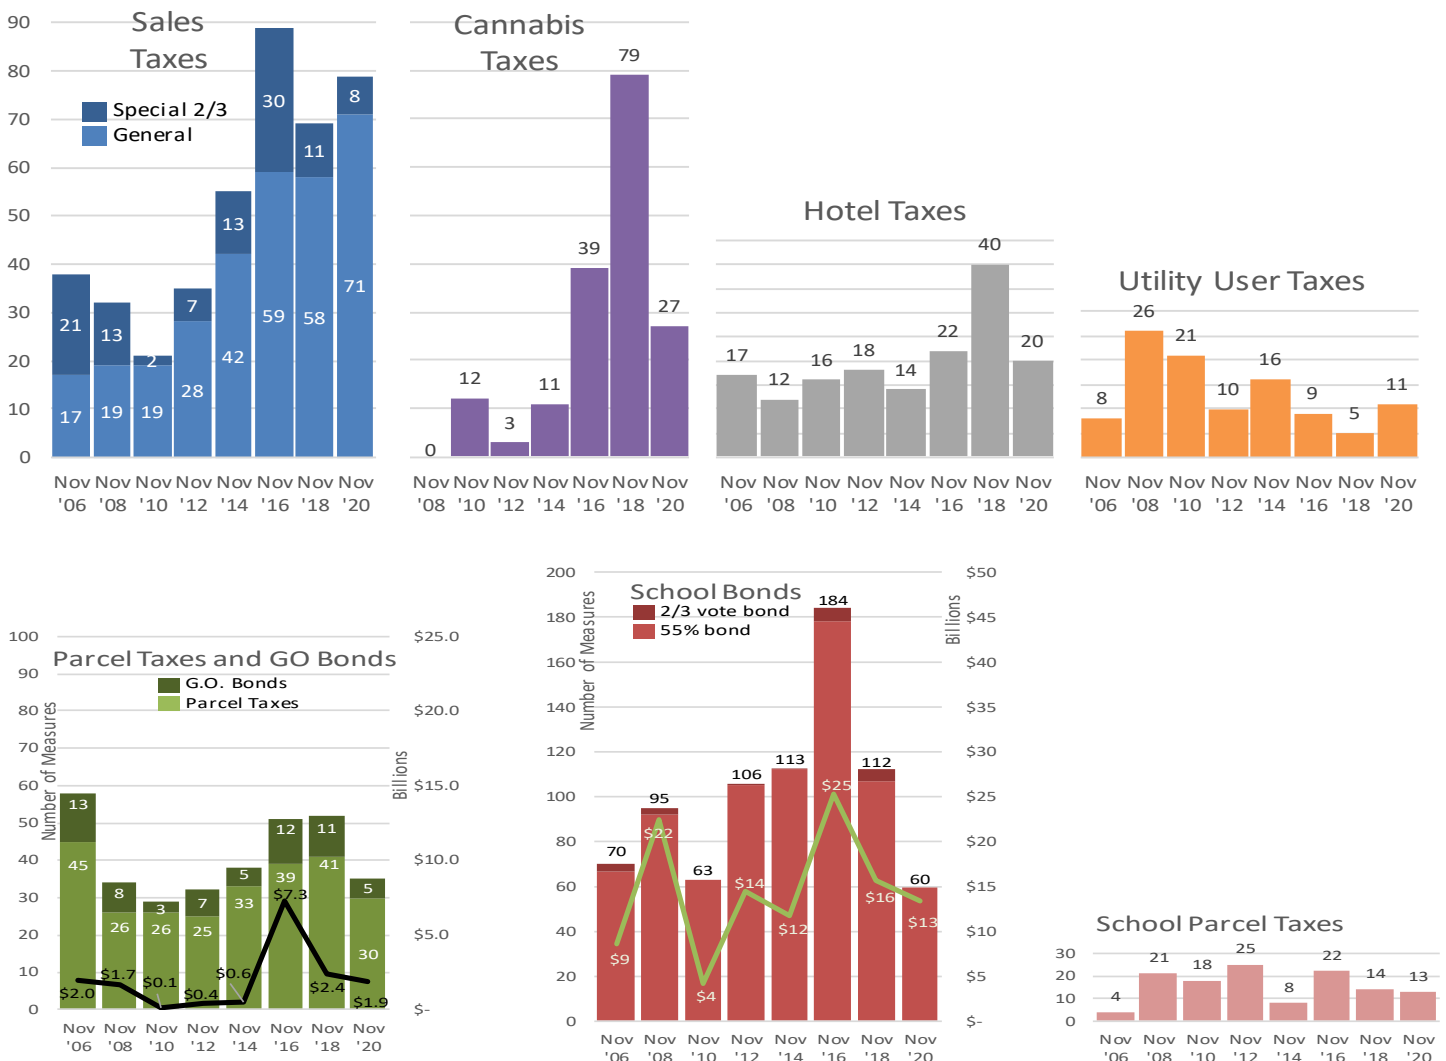 Sales
Taxes
Special 2/3
General
90
80
70
60
50
40
30
20
10
0
21 13 2 7 13 30 11 8
17 19 19 28 42 59 58 71
Nov Nov Nov Nov Nov Nov Nov Nov
'06 '08 '10 '12 '14 '16 '18 '20
Cannabis
Taxes
0 12 3 11 39 79 27
Nov Nov Nov Nov Nov Nov Nov
'08 '10 '12 '14 '16 '18 '20
Hotel Taxes
17 12 16 18 14 22 40 20
Nov Nov Nov Nov Nov Nov Nov Nov
'06 '08 '10 '12 '14 '16 '18 '20
Utility User Taxes
8 26 21 10 16 9 5 11
Nov Nov Nov Nov Nov Nov Nov Nov
'06 '08 '10 '12 '14 '16 '18 '20
Parcel Taxes and GO Bonds
G.O. Bonds
Parcel Taxes
Number of Measures
100
90
80
70
60
50
40
30
20
10
0
Billions
$25.0
$20.0
$15.0
$10.0
$5.0
$-
13 8 3 7 5 12 11 5
45 26 26 25 33 39 41 30
$2.0 $1.7 $0.1 $0.4 $0.6 $7.3 $2.4 $1.9
Nov Nov Nov Nov Nov Nov Nov Nov
'06 '08 '10 '12 '14 '16 '18 '20
School Bonds
2/3 vote bond
55% bond
Number of Measures
200
180
160
140
120
100
80
60
40
20
0
Billions
$50
$45
$40
$35
$30
$25
$20
$15
$10
$5
$-
70 95 63 106 113 184 112 60
$9 $22 $4 $14 $12 $25 $16 $13
Nov Nov Nov Nov Nov Nov Nov Nov
'06 '08 '10 '12 '14 '16 '18 '20
School Parcel Taxes
30
20
10
0
4 21 18 25 8 22 14 13
Nov Nov Nov Nov Nov Nov Nov Nov
'06 '08 '10 '12 '14 '16 '18 '20